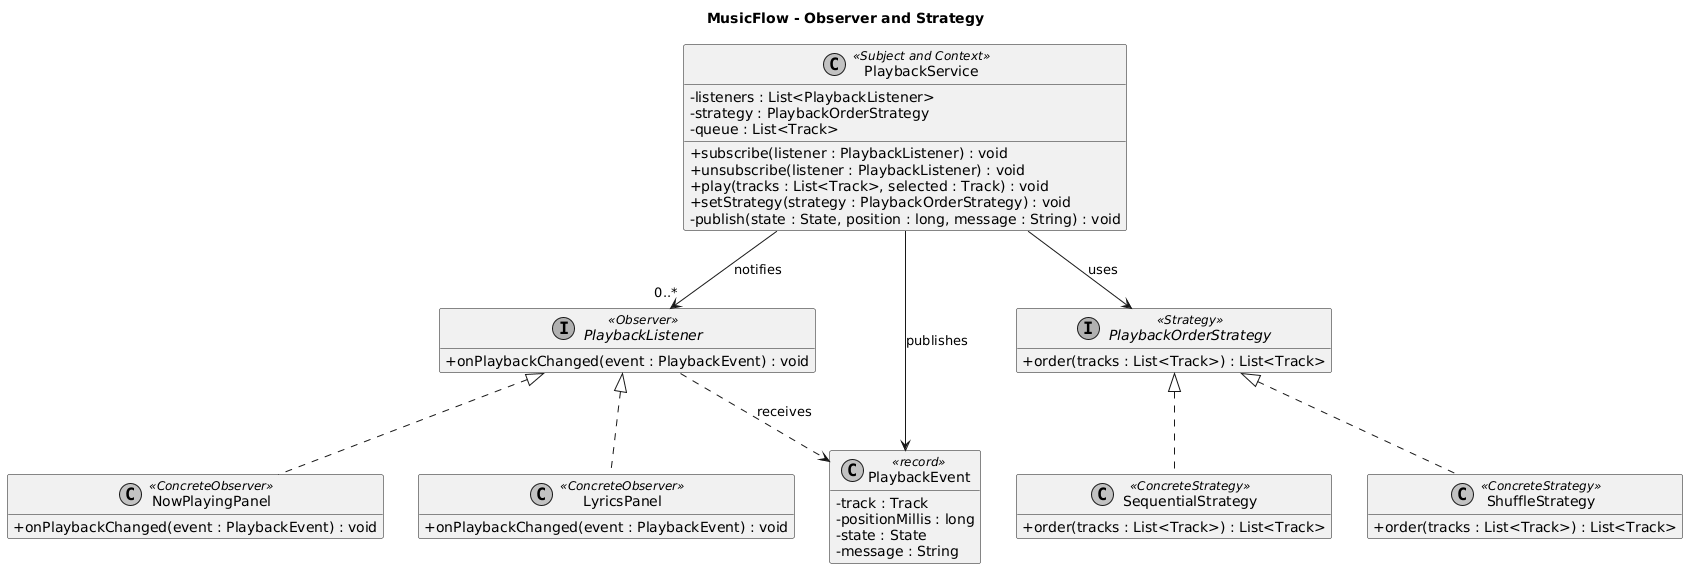 MusicFlow - Observer and Strategy
C
«Subject and Context»
PlaybackService
-listeners : List<PlaybackListener>
-strategy : PlaybackOrderStrategy
-queue : List<Track>
+subscribe(listener : PlaybackListener) : void
+unsubscribe(listener : PlaybackListener) : void
+play(tracks : List<Track>, selected : Track) : void
+setStrategy(strategy : PlaybackOrderStrategy) : void
-publish(state : State, position : long, message : String) : void
notifies
uses
0..*
publishes
I
«Observer»
PlaybackListener
+onPlaybackChanged(event : PlaybackEvent) : void
I
«Strategy»
PlaybackOrderStrategy
+order(tracks : List<Track>) : List<Track>
receives
C
«ConcreteObserver»
NowPlayingPanel
+onPlaybackChanged(event : PlaybackEvent) : void
C
«ConcreteObserver»
LyricsPanel
+onPlaybackChanged(event : PlaybackEvent) : void
C
«record»
PlaybackEvent
-track : Track
-positionMillis : long
-state : State
-message : String
C
«ConcreteStrategy»
SequentialStrategy
+order(tracks : List<Track>) : List<Track>
C
«ConcreteStrategy»
ShuffleStrategy
+order(tracks : List<Track>) : List<Track>